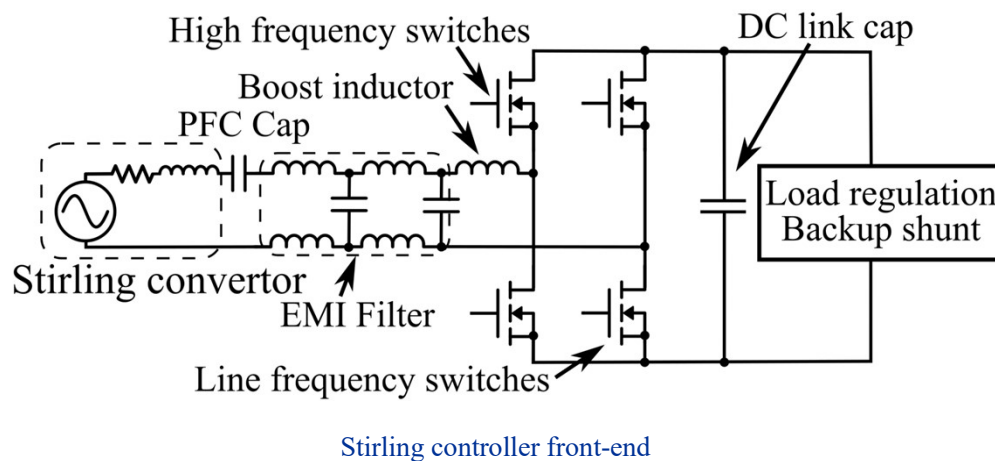 High frequency switches
DC link cap
Boost inductor
PFC Cap
Load regulation
Backup shunt
Stirling convertor
EMI Filter
Line frequency switches
Stirling controller front-end